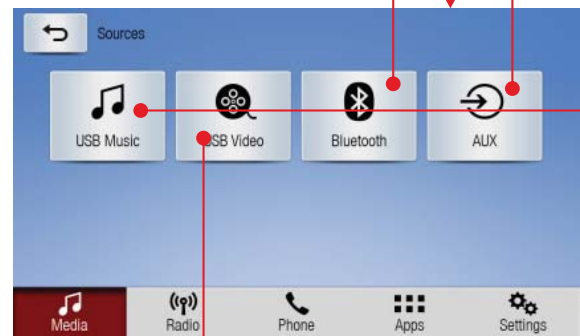 Sources
USB Music
USB Video
Bluetooth
AUX
Media
Radio
Phone
Apps
Settings